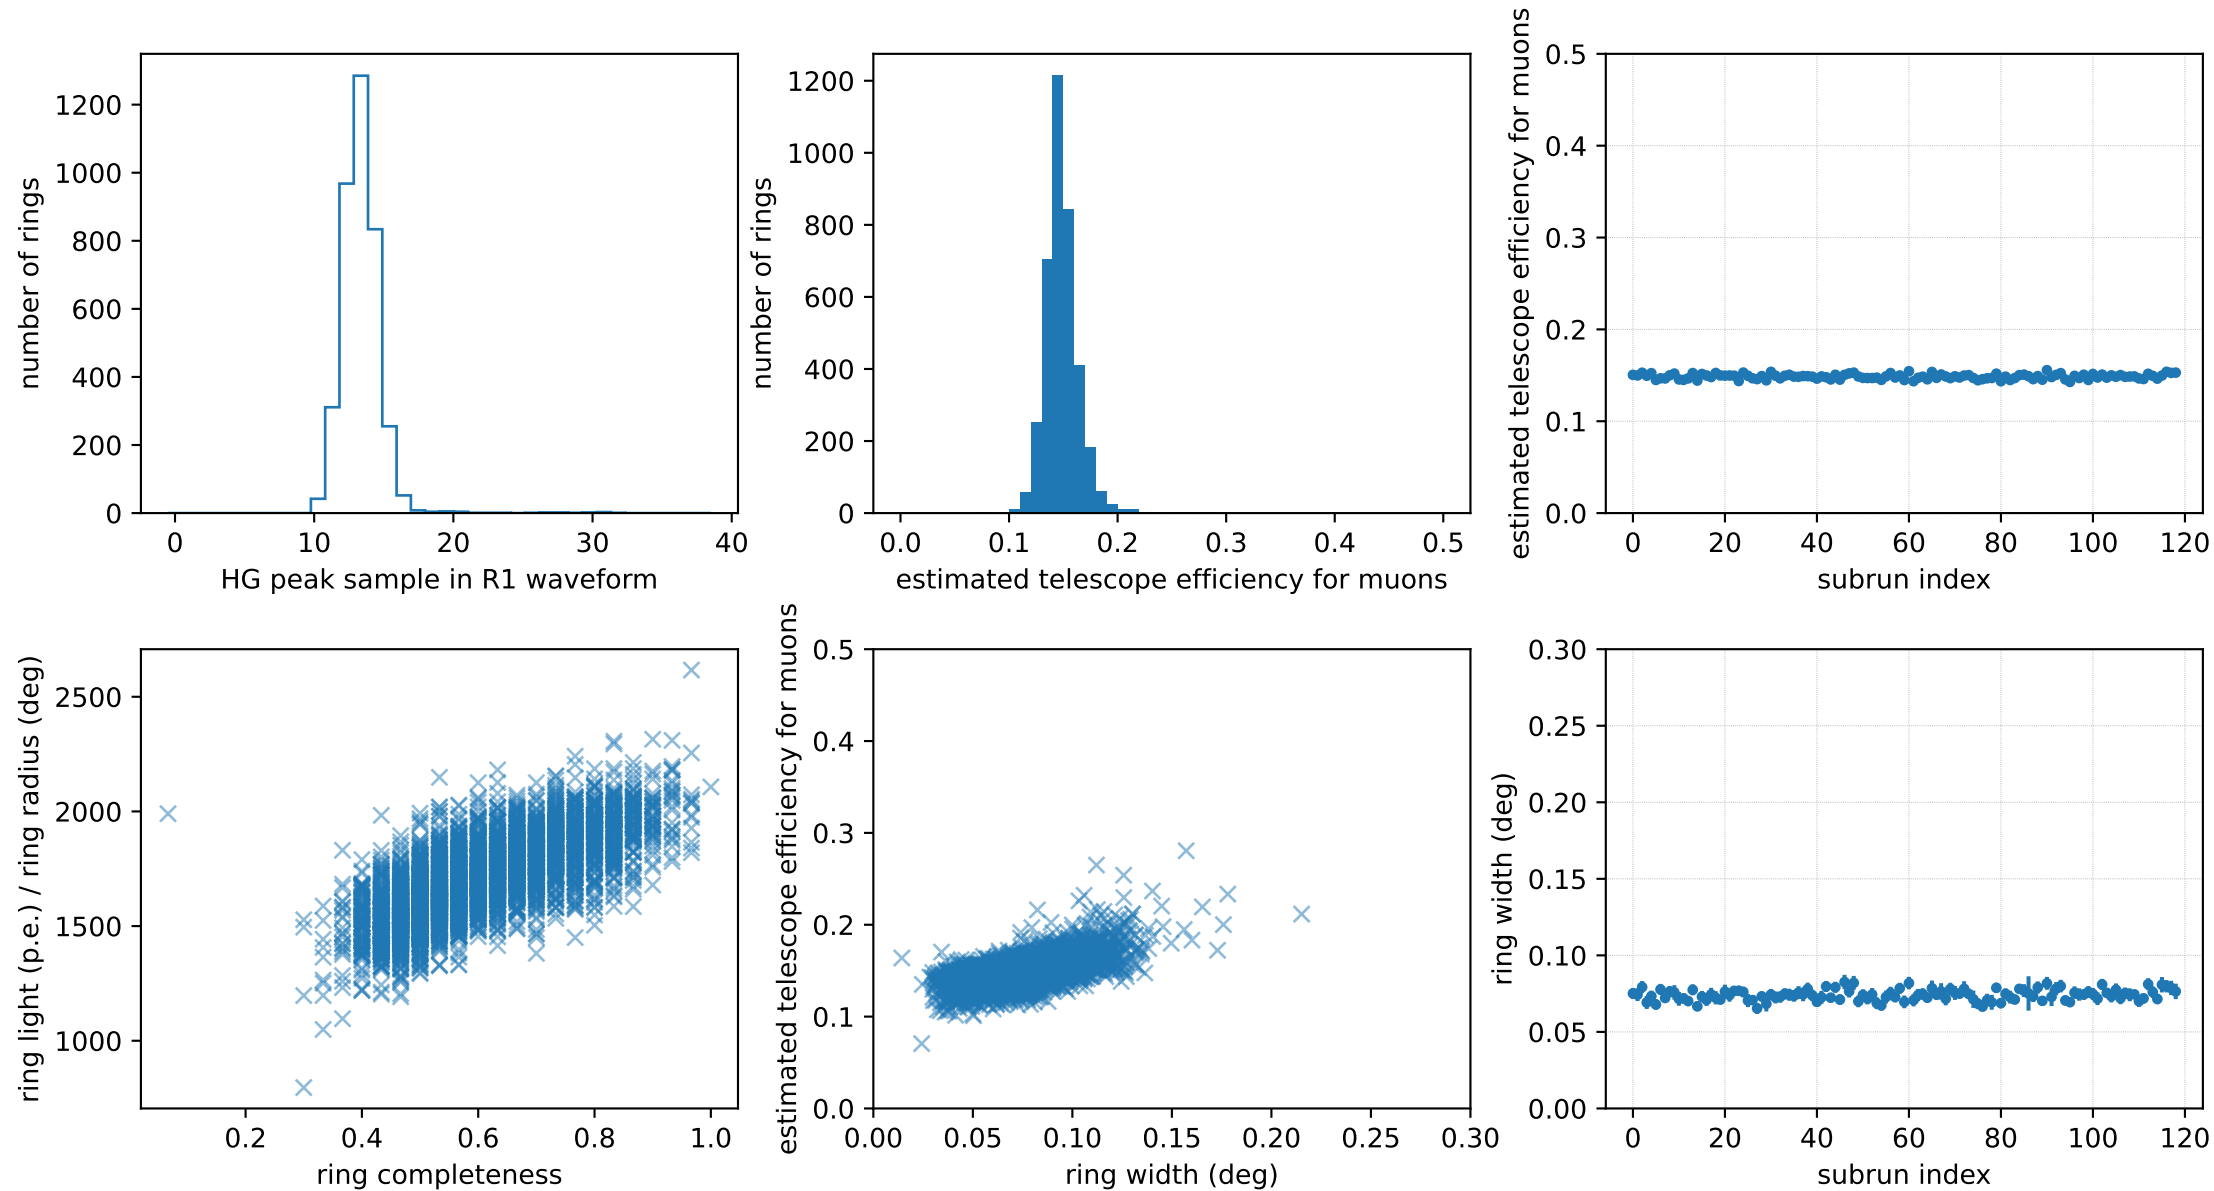 number of rings
1200
1000
800
600
400
200
0
0 10 20 30 40
HG peak sample in R1 waveform
number of rings
1200
1000
800
600
400
200
0
0.0 0.1 0.2 0.3 0.4 0.5
estimated telescope efficiency for muons
estimated telescope efficiency for muons
0.5
0.4
0.3
0.2
0.1
0.0
0 20 40 60 80 100 120
subrun index
ring light (p.e.) / ring radius (deg)
2500
2000
1500
1000
0.2 0.4 0.6 0.8 1.0
ring completeness
estimated telescope efficiency for muons
0.5
0.4
0.3
0.2
0.1
0.0
0.00 0.05 0.10 0.15 0.20 0.25 0.30
ring width (deg)
ring width (deg)
0.30
0.25
0.20
0.15
0.10
0.05
0.00
0 20 40 60 80 100 120
subrun index